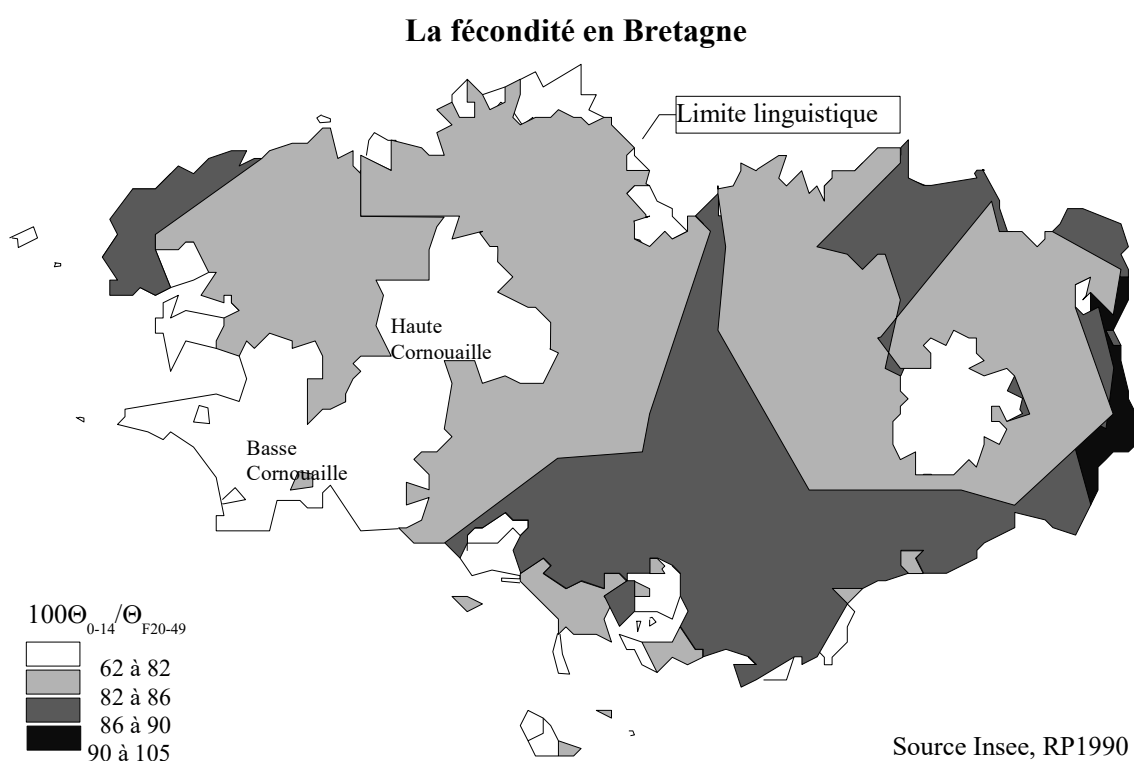 La fécondité en Bretagne
Limite linguistique
Haute
Cornouaille
Basse
Cornouaille
100Θ0-14/ΘF20-49
62 à 82
82 à 86
86 à 90
90 à 105
Source Insee, RP1990